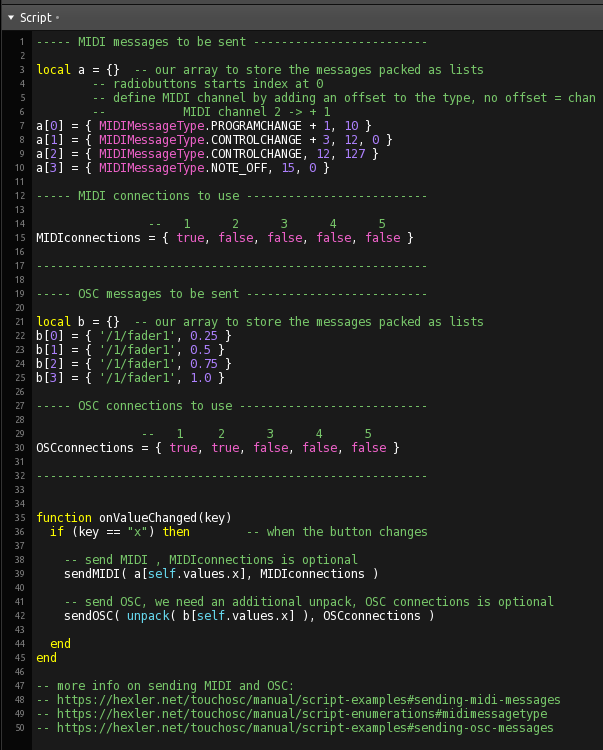 Script
1 ----- MIDI messages to be sent -------------------------
2
3 local a = {}  -- our array to store the messages packed as lists
4         -- radiobuttons starts index at 0
5         -- define MIDI channel by adding an offset to the type, no offset = chan
6         --           MIDI channel 2 -> + 1
7 a[0] = { MIDIMessageType.PROGRAMCHANGE + 1, 10 }
8 a[1] = { MIDIMessageType.CONTROLCHANGE + 3, 12, 0 }
9 a[2] = { MIDIMessageType.CONTROLCHANGE, 12, 127 }
10 a[3] = { MIDIMessageType.NOTE_OFF, 15, 0 }
11
12 ----- MIDI connections to use --------------------------
13
14                 --   1      2      3      4      5
15 MIDIconnections = { true, false, false, false, false }
16
17 --------------------------------------------------------
18
19 ----- OSC messages to be sent --------------------------
20
21 local b = {}  -- our array to store the messages packed as lists
22 b[0] = { '/1/fader1', 0.25 }
23 b[1] = { '/1/fader1', 0.5 }
24 b[2] = { '/1/fader1', 0.75 }
25 b[3] = { '/1/fader1', 1.0 }
26
27 ----- OSC connections to use ---------------------------
28
29                --   1     2      3      4      5
30 OSCconnections = { true, true, false, false, false }
31
32 --------------------------------------------------------
33
34
35 function onValueChanged(key)
36   if (key == "x") then        -- when the button changes
37
38     -- send MIDI , MIDIconnections is optional
39     sendMIDI( a[self.values.x], MIDIconnections )
40
41     -- send OSC, we need an additional unpack, OSC connections is optional
42     sendOSC( unpack( b[self.values.x] ), OSCconnections )
43
44   end
45 end
46
47 -- more info on sending MIDI and OSC:
48 -- https://hexler.net/touchosc/manual/script-examples#sending-midi-messages
49 -- https://hexler.net/touchosc/manual/script-enumerations#midimessagetype
50 -- https://hexler.net/touchosc/manual/script-examples#sending-osc-messages